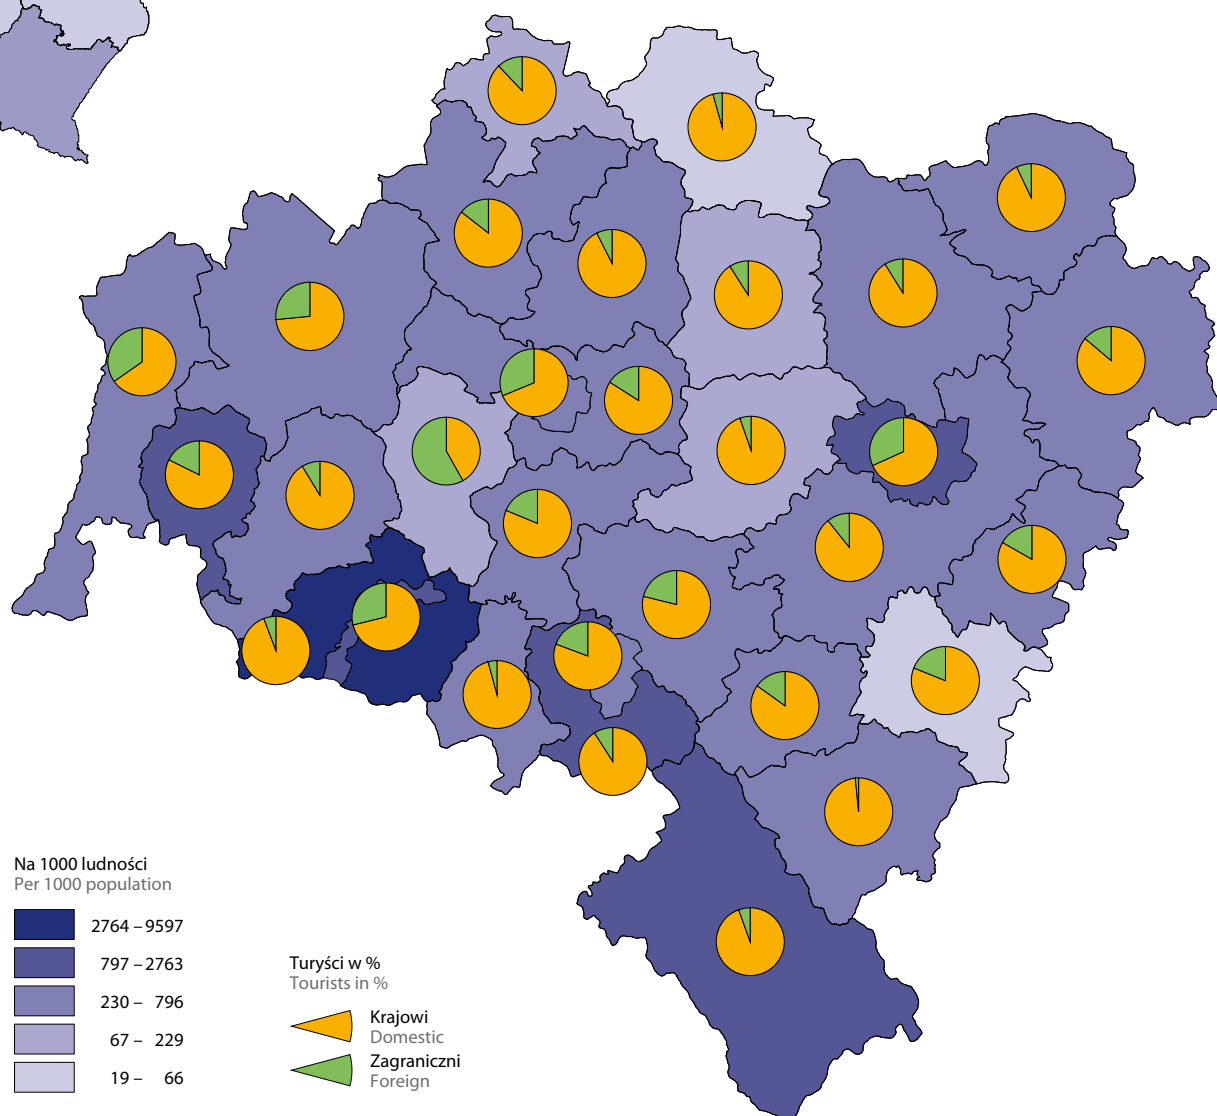 Na 1000 ludności
Per 1000 population
2764 – 9597
797 – 2763
230 – 796
67 – 229
19 – 66
Turyści w %
Tourists in %
Krajowi
Domestic
Zagraniczni
Foreign